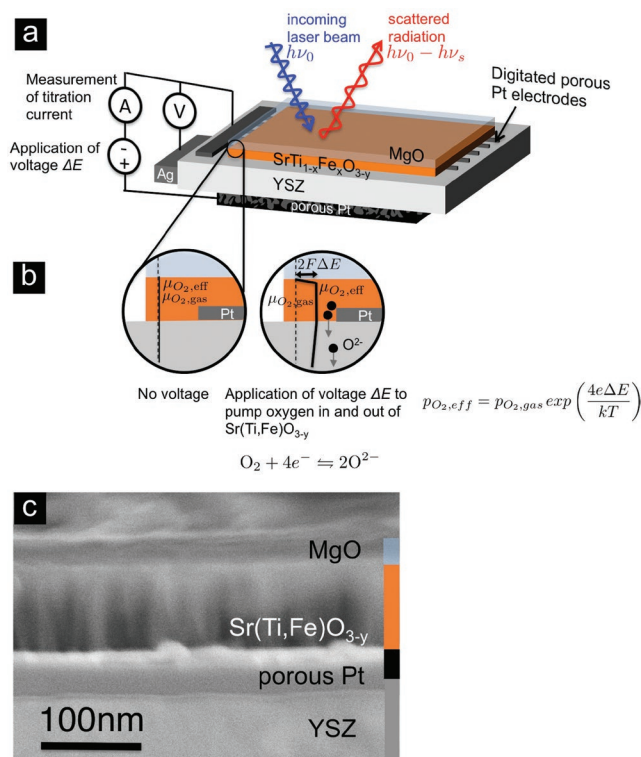 a
incoming
laser beam
hν₀
scattered
radiation
hν₀ − hνₛ
Digitated porous
Pt electrodes
Measurement
of titration
current
A
V
Application of
voltage ΔE
-
+
Ag
MgO
SrTi₁₋ₓFeₓO₃₋y
YSZ
porous Pt
b
μO₂,eff
μO₂,gas
Pt
2FΔE
μO₂,gas
μO₂,eff
Pt
O²⁻
No voltage
Application of voltage ΔE to
pump oxygen in and out of
Sr(Ti,Fe)O₃₋y
pO₂,eff = pO₂,gas exp(4eΔE/kT)
O₂ + 4e⁻ ⇋ 2O²⁻
c
MgO
Sr(Ti,Fe)O₃₋y
porous Pt
YSZ
100nm